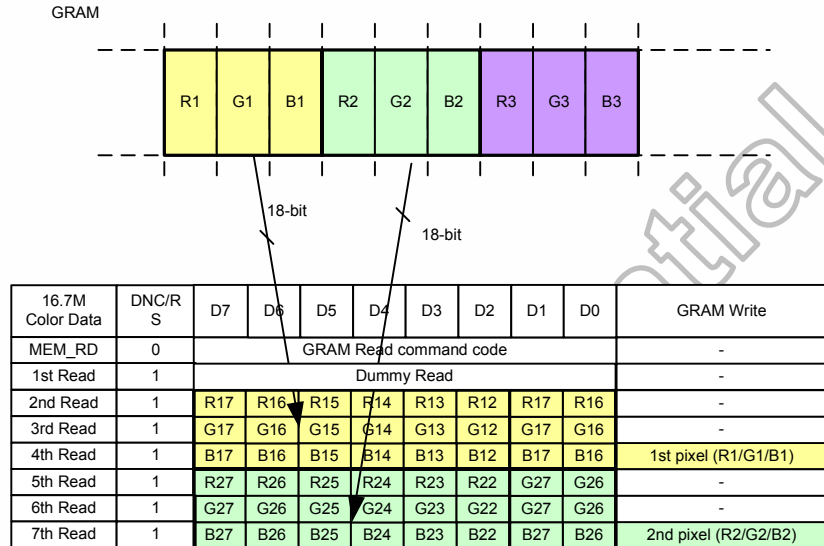 GRAM
R1 G1 B1 R2 G2 B2 R3 G3 B3
18-bit
18-bit
16.7M Color Data DNC/RS D7 D6 D5 D4 D3 D2 D1 D0 GRAM Write
MEM_RD 0 GRAM Read command code -
1st Read 1 Dummy Read -
2nd Read 1 R17 R16 R15 R14 R13 R12 R17 R16 -
3rd Read 1 G17 G16 G15 G14 G13 G12 G17 G16 -
4th Read 1 B17 B16 B15 B14 B13 B12 B17 B16 1st pixel (R1/G1/B1)
5th Read 1 R27 R26 R25 R24 R23 R22 G27 G26 -
6th Read 1 G27 G26 G25 G24 G23 G22 G27 G26 -
7th Read 1 B27 B26 B25 B24 B23 B22 B27 B26 2nd pixel (R2/G2/B2)
ntial